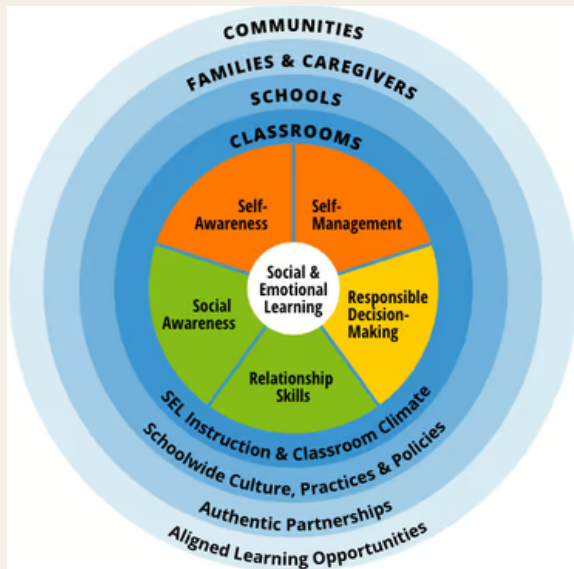 COMMUNITIES
FAMILIES & CAREGIVERS
SCHOOLS
CLASSROOMS
Self-
Awareness
Self-
Management
Social &
Emotional
Learning
Social
Awareness
Responsible
Decision-
Making
Relationship
Skills
SEL Instruction & Classroom Climate
Schoolwide Culture, Practices & Policies
Authentic Partnerships
Aligned Learning Opportunities